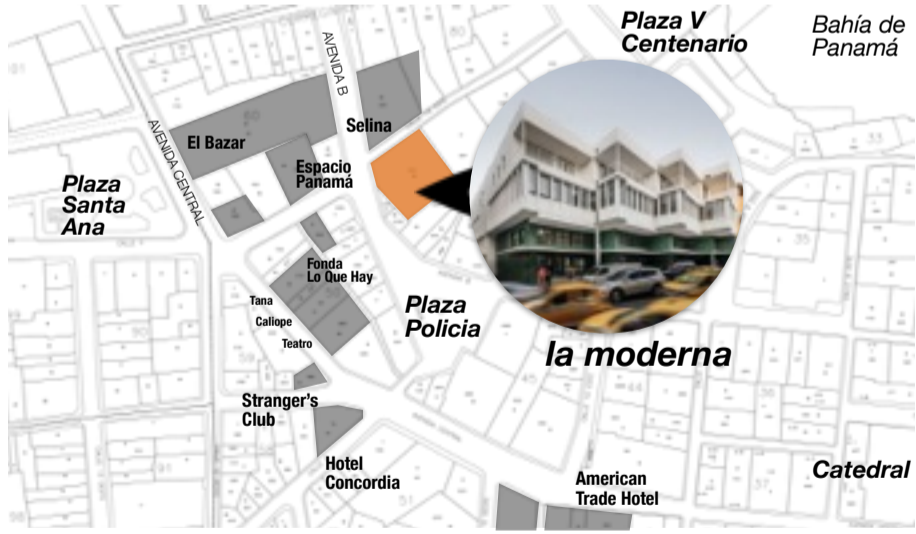 Plaza V
Centenario
Bahía de
Panamá
AVENIDA B
AVENIDA CENTRAL
El Bazar
Selina
Espacio
Panamá
Plaza
Santa
Ana
Fonda
Lo Que Hay
Tana
Caliope
Teatro
Plaza
Policia
la moderna
Stranger's
Club
Hotel
Concordia
American
Trade Hotel
Catedral